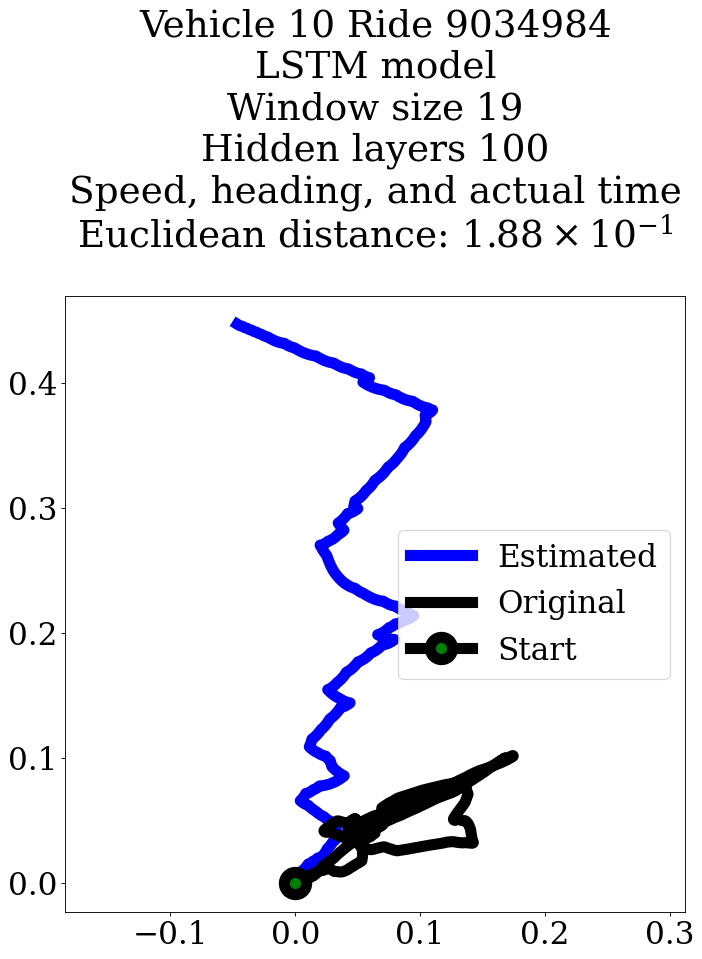 Vehicle 10 Ride 9034984
LSTM model
Window size 19
Hidden layers 100
Speed, heading, and actual time
Euclidean distance: 1.88 × 10⁻¹
0.4
0.3
0.2
0.1
0.0
Estimated
Original
Start
−0.1 0.0 0.1 0.2 0.3